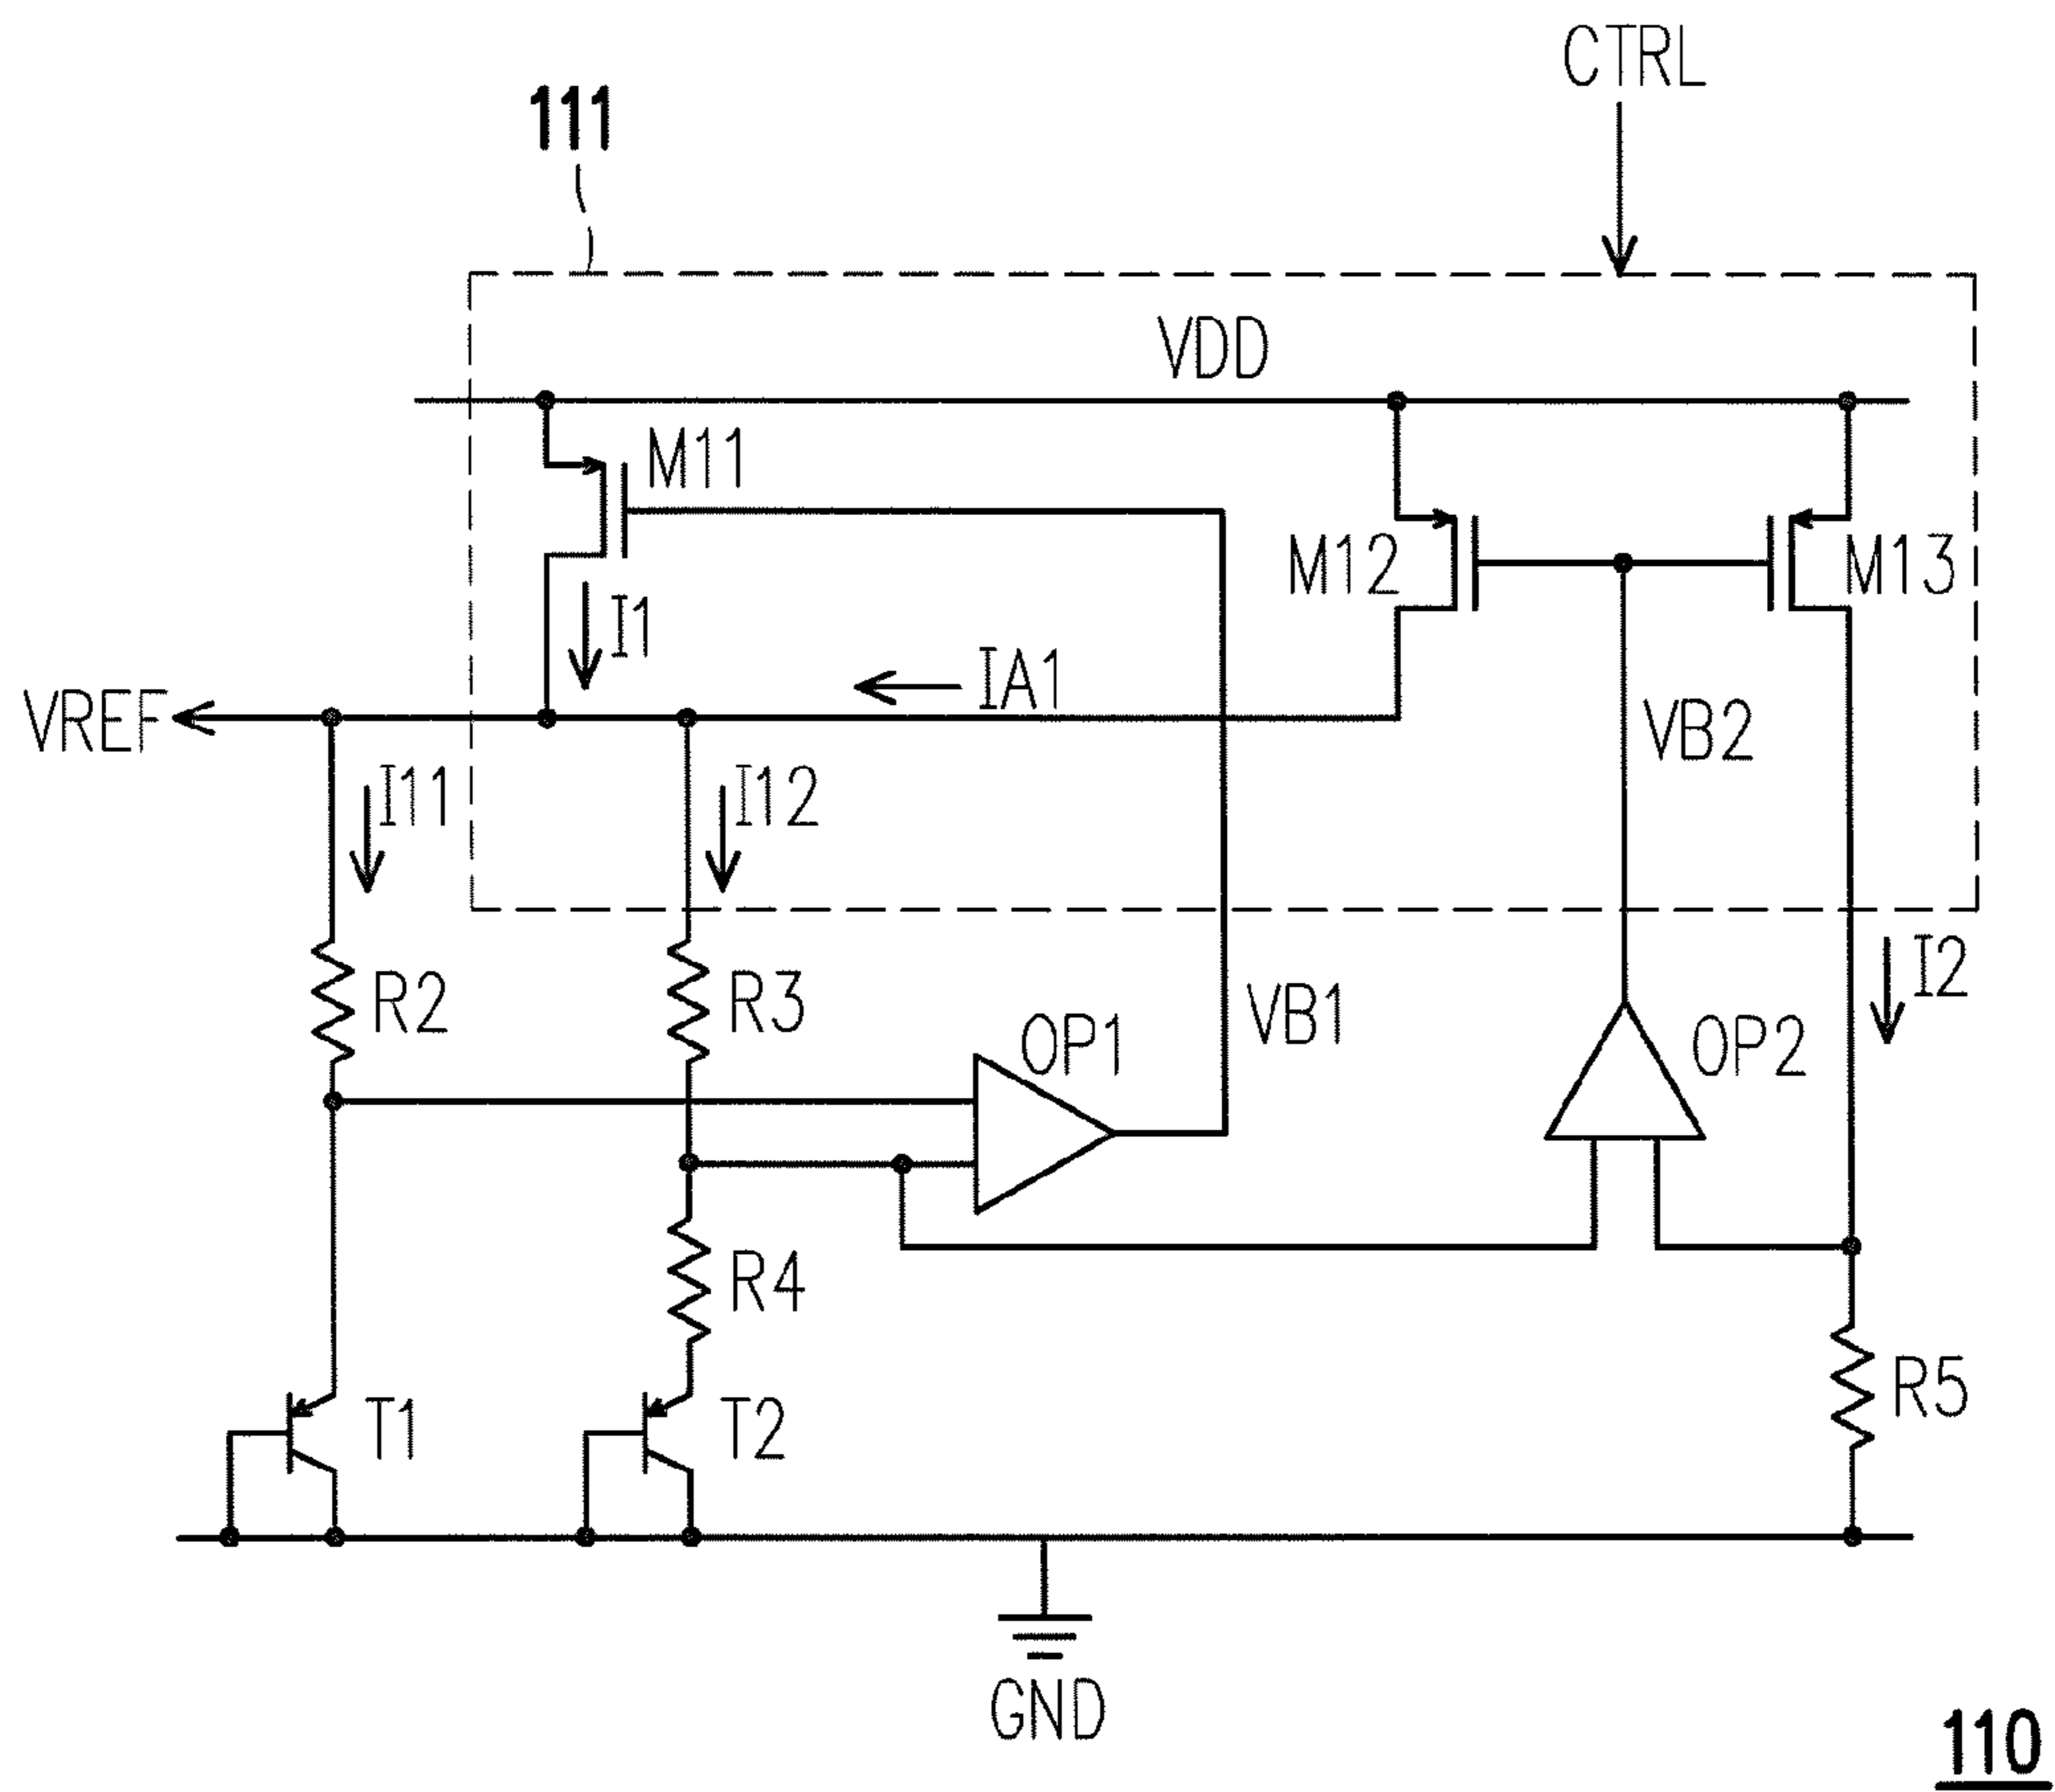 CTRL
111
VDD
M11
M12
M13
I1
IA1
VREF
VB2
I11
I12
I2
R2
R3
OP1
VB1
OP2
R4
R5
T1
T2
GND
110